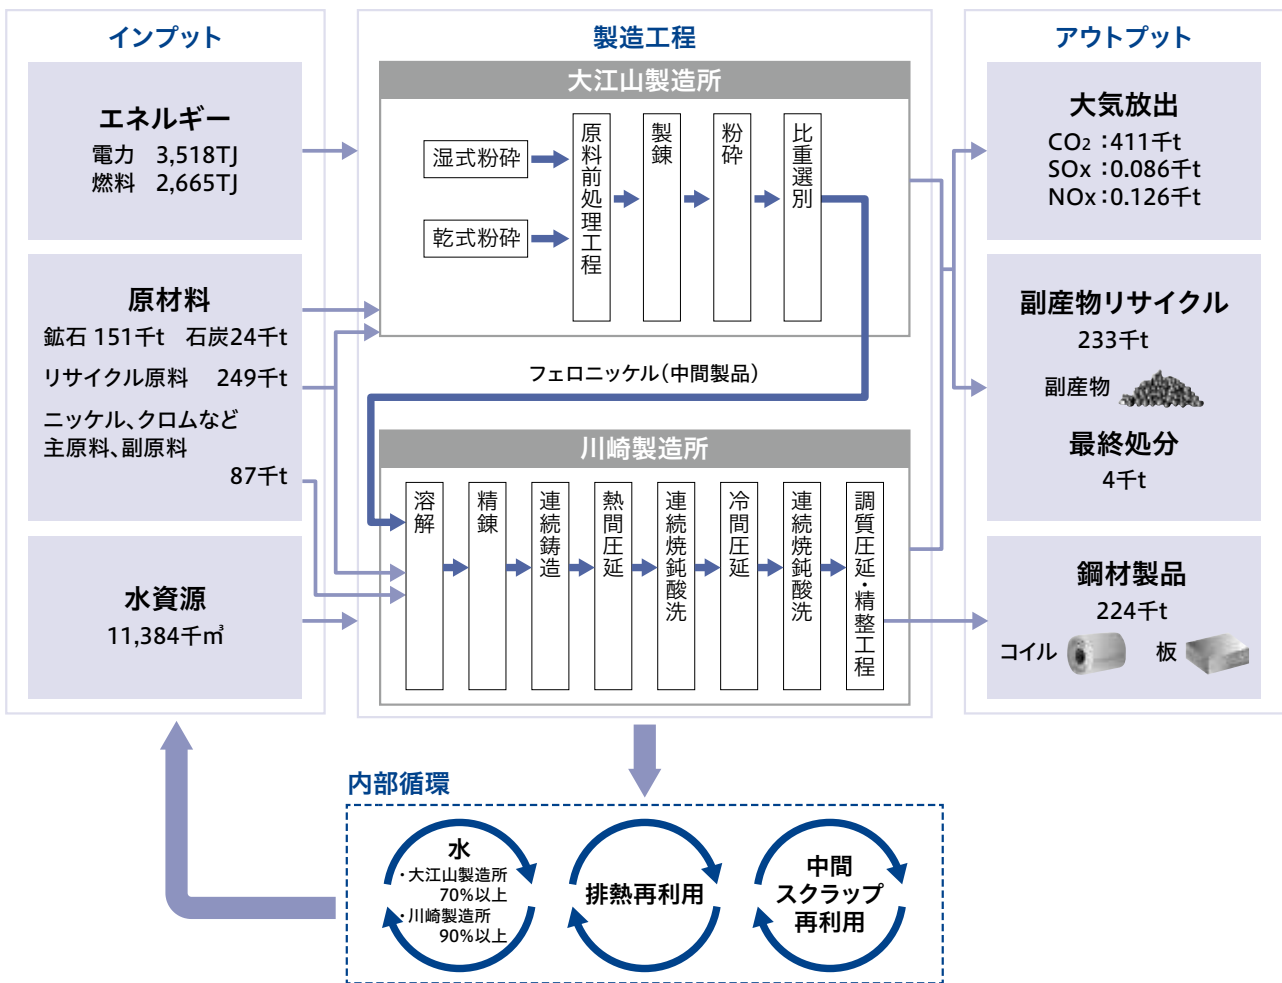 インプット
エネルギー
電力 3,518TJ
燃料 2,665TJ
原材料
鉱石 151千t 石炭24千t
リサイクル原料 249千t
ニッケル、クロムなど
主原料、副原料
87千t
水資源
11,384千㎥
製造工程
大江山製造所
湿式粉砕
乾式粉砕
原料前処理工程
製錬
粉砕
比重選別
フェロニッケル(中間製品)
川崎製造所
溶解
精錬
連続鋳造
熱間圧延
連続焼鈍酸洗
冷間圧延
連続焼鈍酸洗
調質圧延・精整工程
アウトプット
大気放出
CO2 :411千t
SOx :0.086千t
NOx :0.126千t
副産物リサイクル
233千t
副産物
最終処分
4千t
鋼材製品
224千t
コイル 板
内部循環
水
・大江山製造所
70%以上
・川崎製造所
90%以上
排熱再利用
中間
スクラップ
再利用